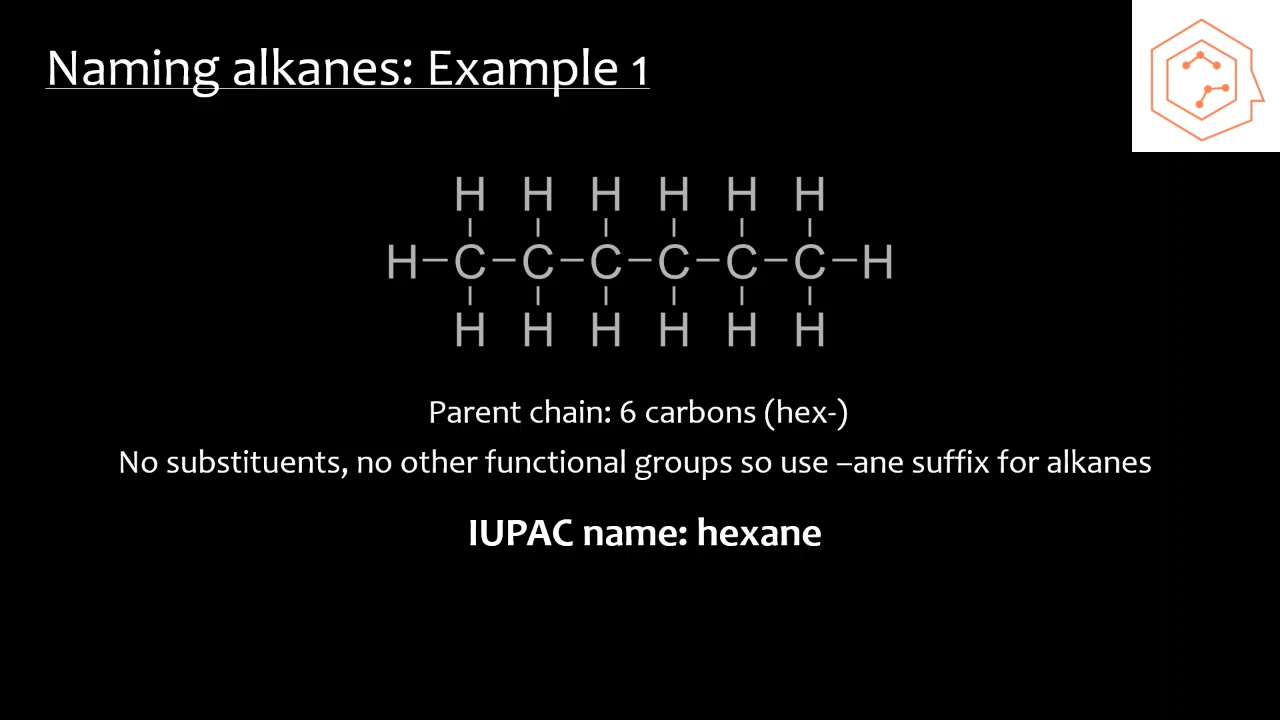 Naming alkanes: Example 1
H H H H H H
H–C–C–C–C–C–C–H
H H H H H H
Parent chain: 6 carbons (hex-)
No substituents, no other functional groups so use –ane suffix for alkanes
IUPAC name: hexane